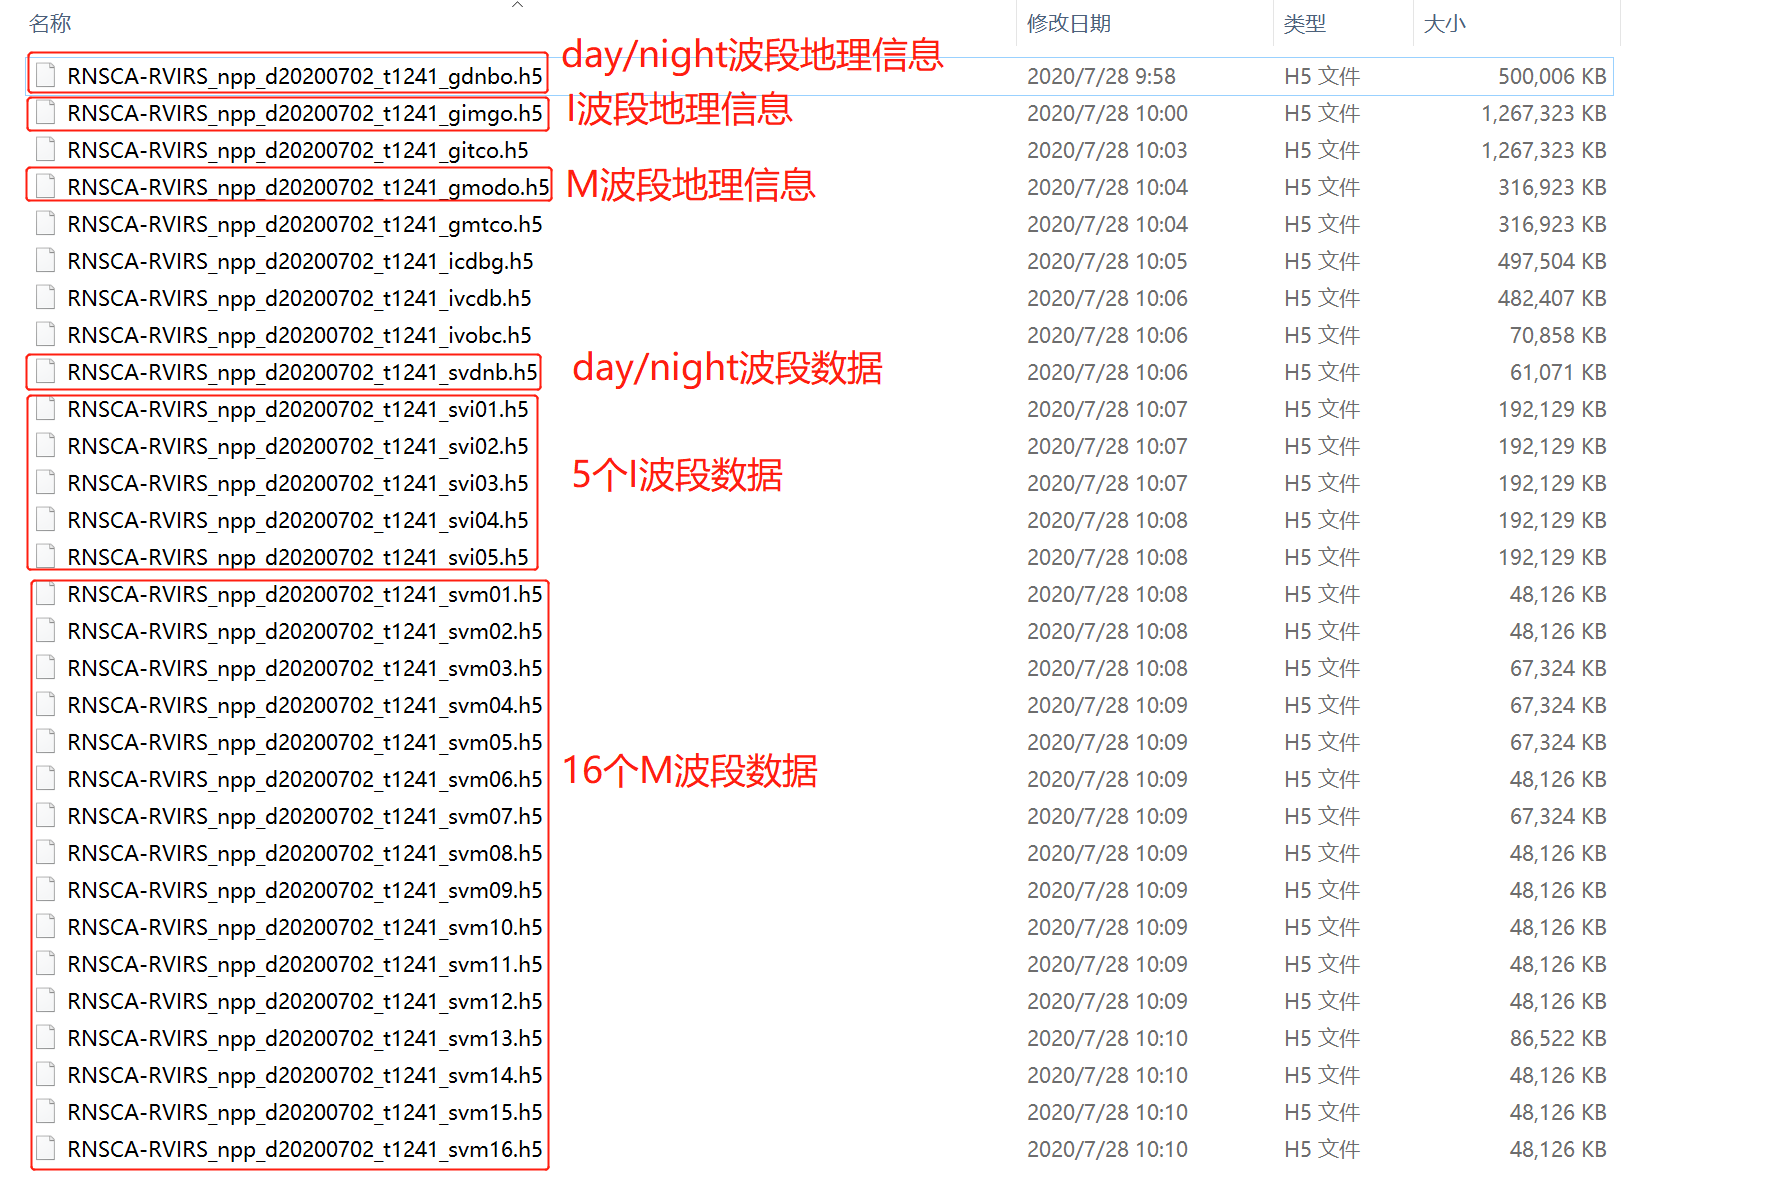 名称 修改日期 类型 大小
RNSCA-RVIRS_npp_d20200702_t1241_gdnbo.h5 day/night波段地理信息 2020/7/28 9:58 H5 文件 500,006 KB
RNSCA-RVIRS_npp_d20200702_t1241_gimgo.h5 I波段地理信息 2020/7/28 10:00 H5 文件 1,267,323 KB
RNSCA-RVIRS_npp_d20200702_t1241_gitco.h5 2020/7/28 10:03 H5 文件 1,267,323 KB
RNSCA-RVIRS_npp_d20200702_t1241_gmodo.h5 M波段地理信息 2020/7/28 10:04 H5 文件 316,923 KB
RNSCA-RVIRS_npp_d20200702_t1241_gmtco.h5 2020/7/28 10:04 H5 文件 316,923 KB
RNSCA-RVIRS_npp_d20200702_t1241_icdbg.h5 2020/7/28 10:05 H5 文件 497,504 KB
RNSCA-RVIRS_npp_d20200702_t1241_ivcdb.h5 2020/7/28 10:06 H5 文件 482,407 KB
RNSCA-RVIRS_npp_d20200702_t1241_ivobc.h5 2020/7/28 10:06 H5 文件 70,858 KB
RNSCA-RVIRS_npp_d20200702_t1241_svdnb.h5 day/night波段数据 2020/7/28 10:06 H5 文件 61,071 KB
RNSCA-RVIRS_npp_d20200702_t1241_svi01.h5 2020/7/28 10:07 H5 文件 192,129 KB
RNSCA-RVIRS_npp_d20200702_t1241_svi02.h5 2020/7/28 10:07 H5 文件 192,129 KB
RNSCA-RVIRS_npp_d20200702_t1241_svi03.h5 5个I波段数据 2020/7/28 10:07 H5 文件 192,129 KB
RNSCA-RVIRS_npp_d20200702_t1241_svi04.h5 2020/7/28 10:08 H5 文件 192,129 KB
RNSCA-RVIRS_npp_d20200702_t1241_svi05.h5 2020/7/28 10:08 H5 文件 192,129 KB
RNSCA-RVIRS_npp_d20200702_t1241_svm01.h5 2020/7/28 10:08 H5 文件 48,126 KB
RNSCA-RVIRS_npp_d20200702_t1241_svm02.h5 2020/7/28 10:08 H5 文件 48,126 KB
RNSCA-RVIRS_npp_d20200702_t1241_svm03.h5 2020/7/28 10:08 H5 文件 67,324 KB
RNSCA-RVIRS_npp_d20200702_t1241_svm04.h5 2020/7/28 10:09 H5 文件 67,324 KB
RNSCA-RVIRS_npp_d20200702_t1241_svm05.h5 2020/7/28 10:09 H5 文件 67,324 KB
RNSCA-RVIRS_npp_d20200702_t1241_svm06.h5 16个M波段数据 2020/7/28 10:09 H5 文件 48,126 KB
RNSCA-RVIRS_npp_d20200702_t1241_svm07.h5 2020/7/28 10:09 H5 文件 67,324 KB
RNSCA-RVIRS_npp_d20200702_t1241_svm08.h5 2020/7/28 10:09 H5 文件 48,126 KB
RNSCA-RVIRS_npp_d20200702_t1241_svm09.h5 2020/7/28 10:09 H5 文件 48,126 KB
RNSCA-RVIRS_npp_d20200702_t1241_svm10.h5 2020/7/28 10:09 H5 文件 48,126 KB
RNSCA-RVIRS_npp_d20200702_t1241_svm11.h5 2020/7/28 10:09 H5 文件 48,126 KB
RNSCA-RVIRS_npp_d20200702_t1241_svm12.h5 2020/7/28 10:09 H5 文件 48,126 KB
RNSCA-RVIRS_npp_d20200702_t1241_svm13.h5 2020/7/28 10:10 H5 文件 86,522 KB
RNSCA-RVIRS_npp_d20200702_t1241_svm14.h5 2020/7/28 10:10 H5 文件 48,126 KB
RNSCA-RVIRS_npp_d20200702_t1241_svm15.h5 2020/7/28 10:10 H5 文件 48,126 KB
RNSCA-RVIRS_npp_d20200702_t1241_svm16.h5 2020/7/28 10:10 H5 文件 48,126 KB